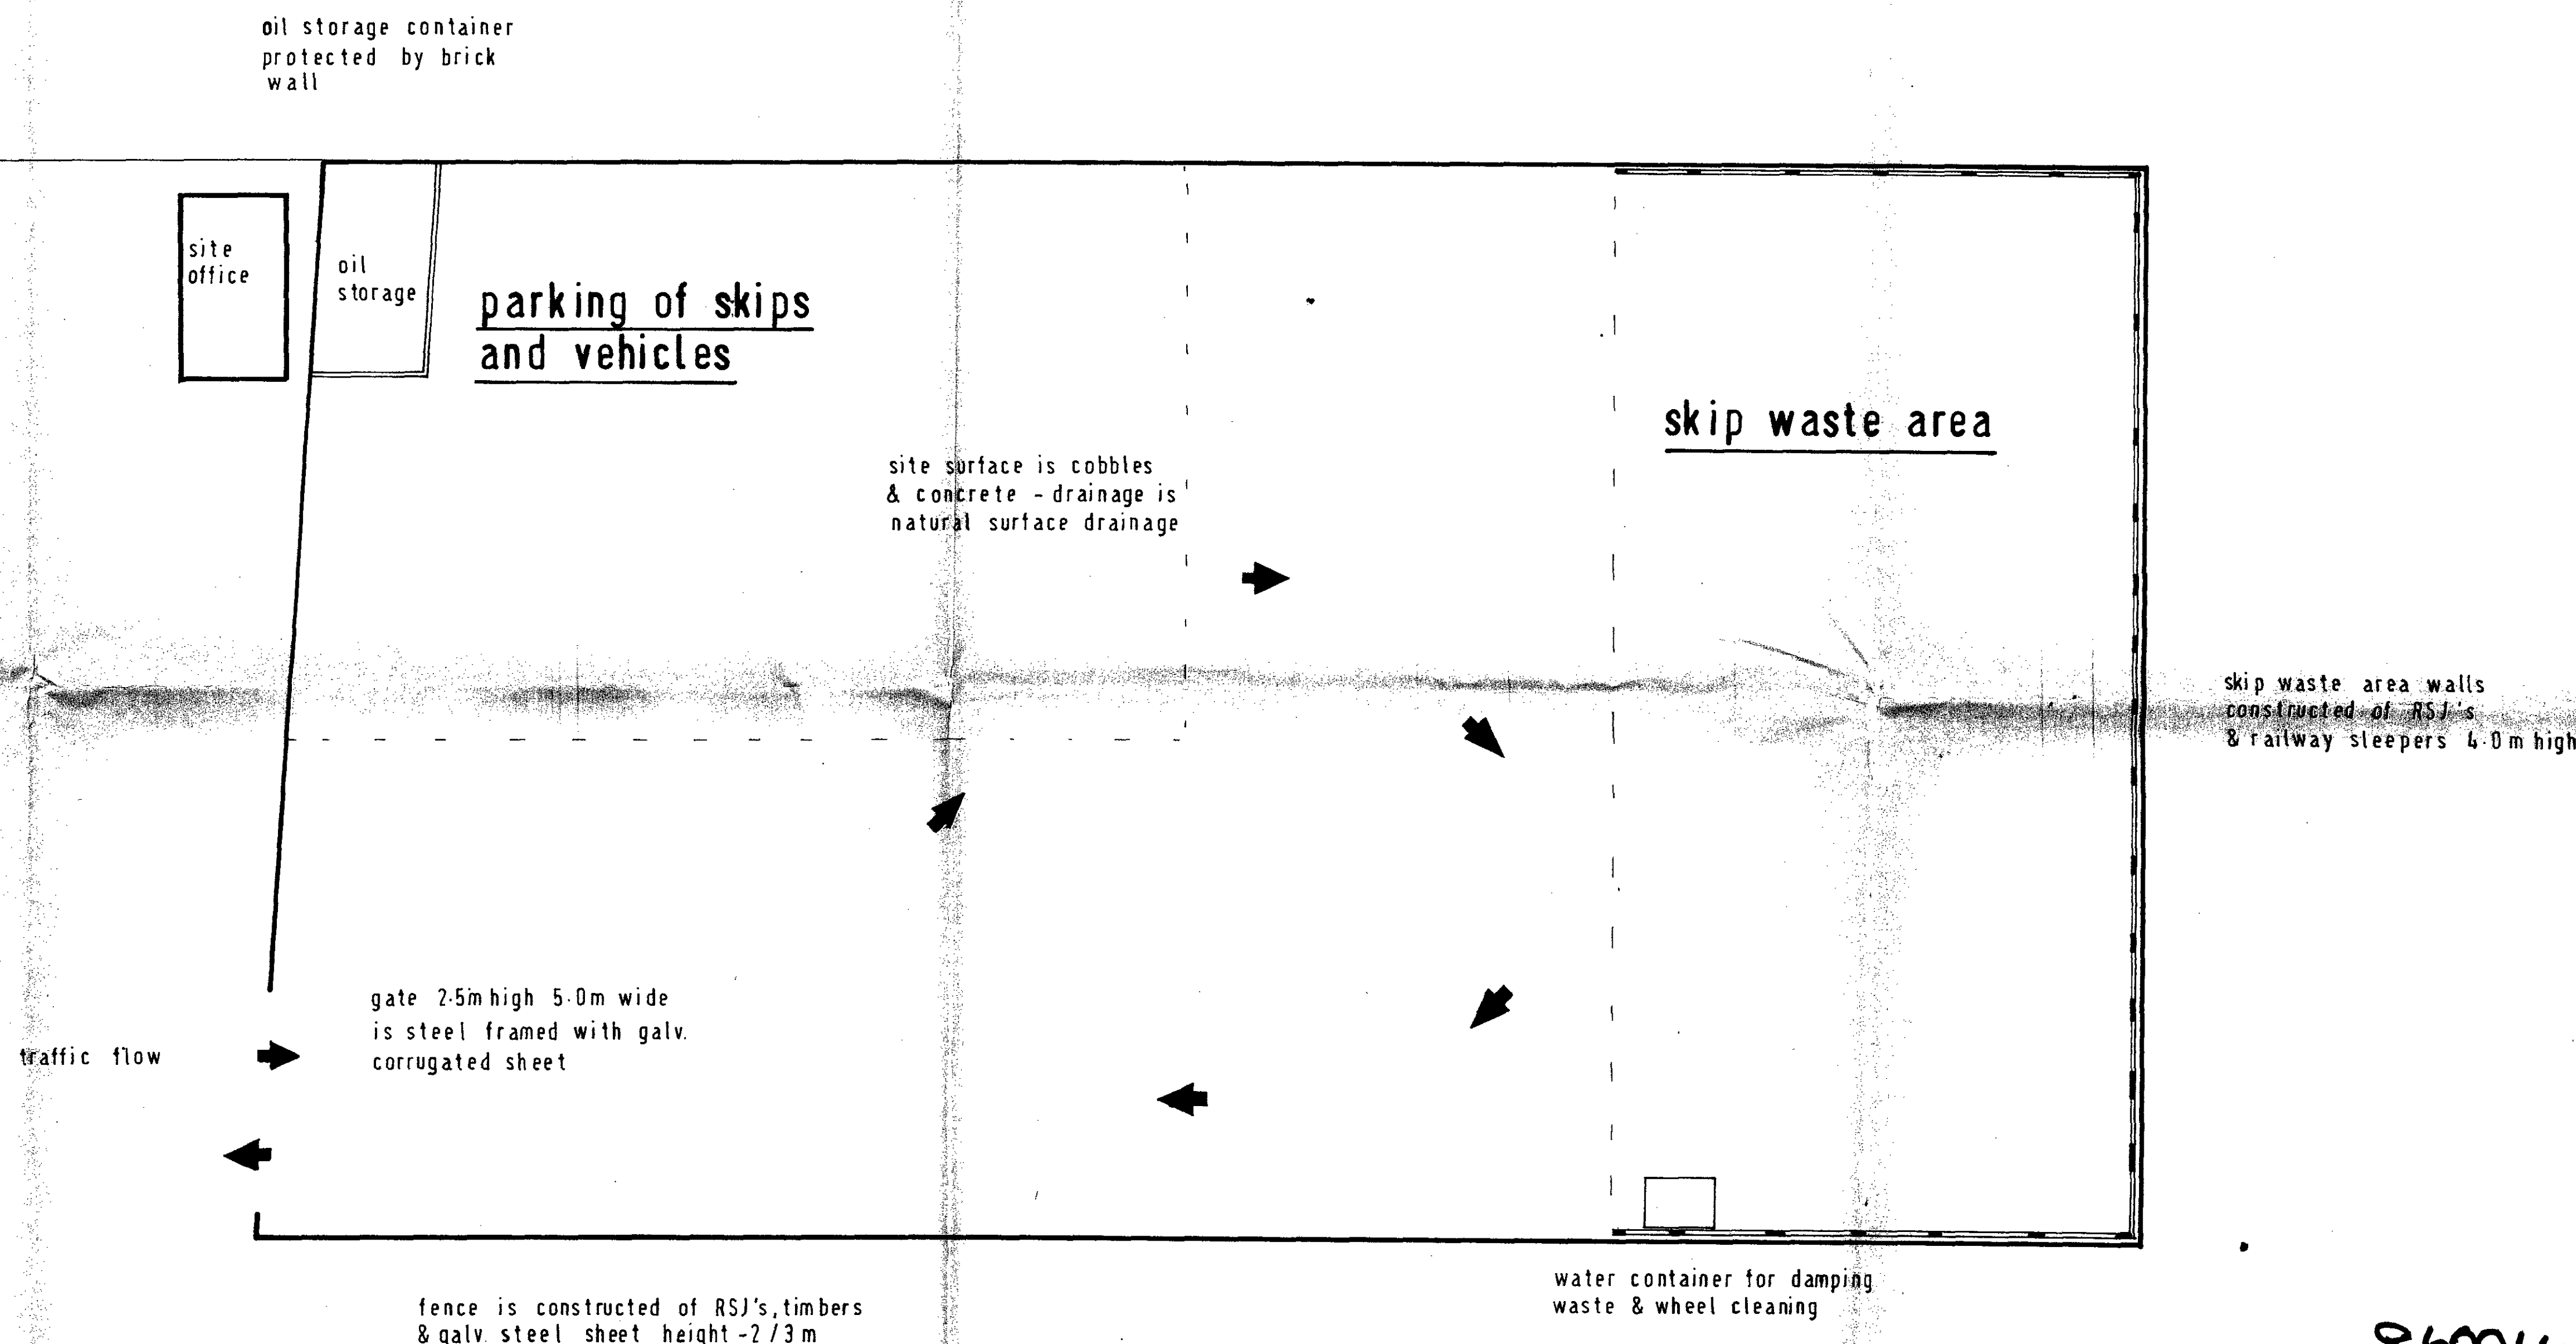 oil storage container
protected by brick
wall
site
office
oil
storage
parking of skips
and vehicles
skip waste area
site surface is cobbles
& concrete - drainage is
natural surface drainage
skip waste area walls
constructed of RSJ's
& railway sleepers 4·0m high
gate 2·5m high 5·0m wide
is steel framed with galv.
corrugated sheet
traffic flow
water container for damping
waste & wheel cleaning
fence is constructed of RSJ's, timbers
& galv. steel sheet height - 2/3m